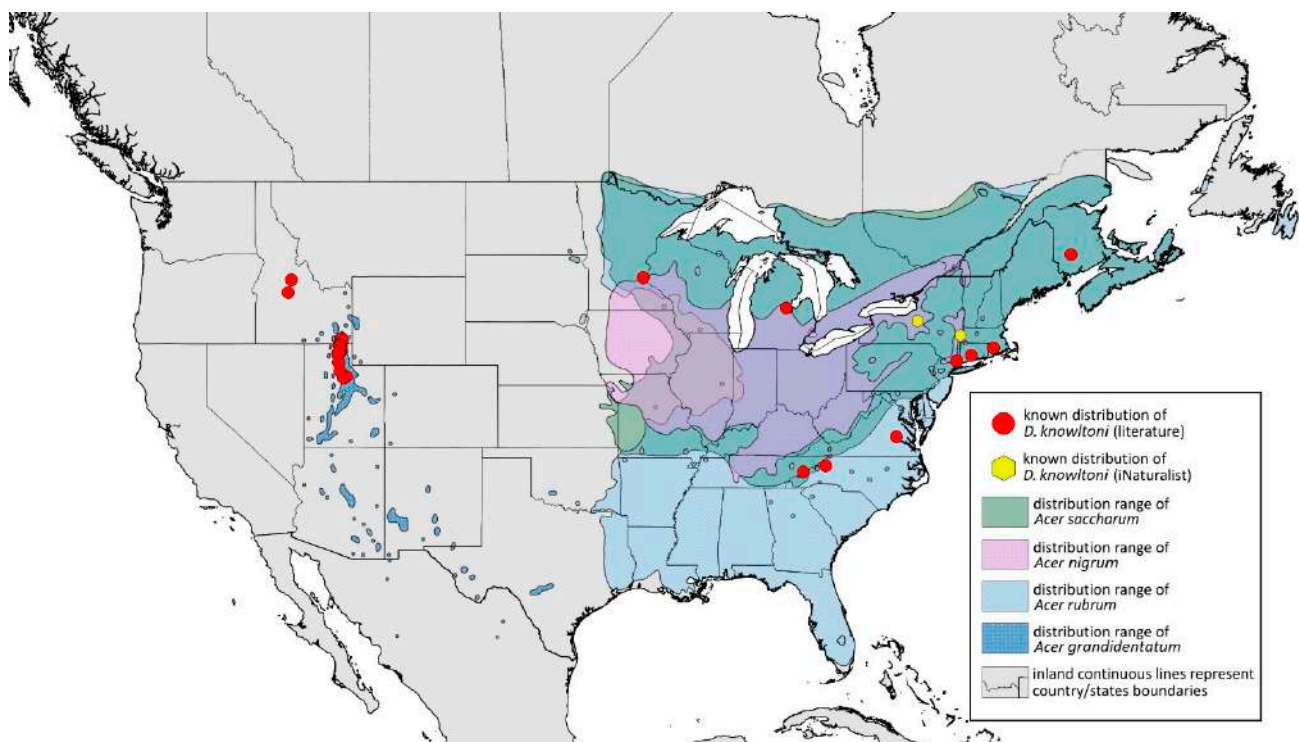 known distribution of
D. knowltoni (literature)
known distribution of
D. knowltoni (iNaturalist)
distribution range of
Acer saccharum
distribution range of
Acer nigrum
distribution range of
Acer rubrum
distribution range of
Acer grandidentatum
inland continuous lines represent
country/states boundaries